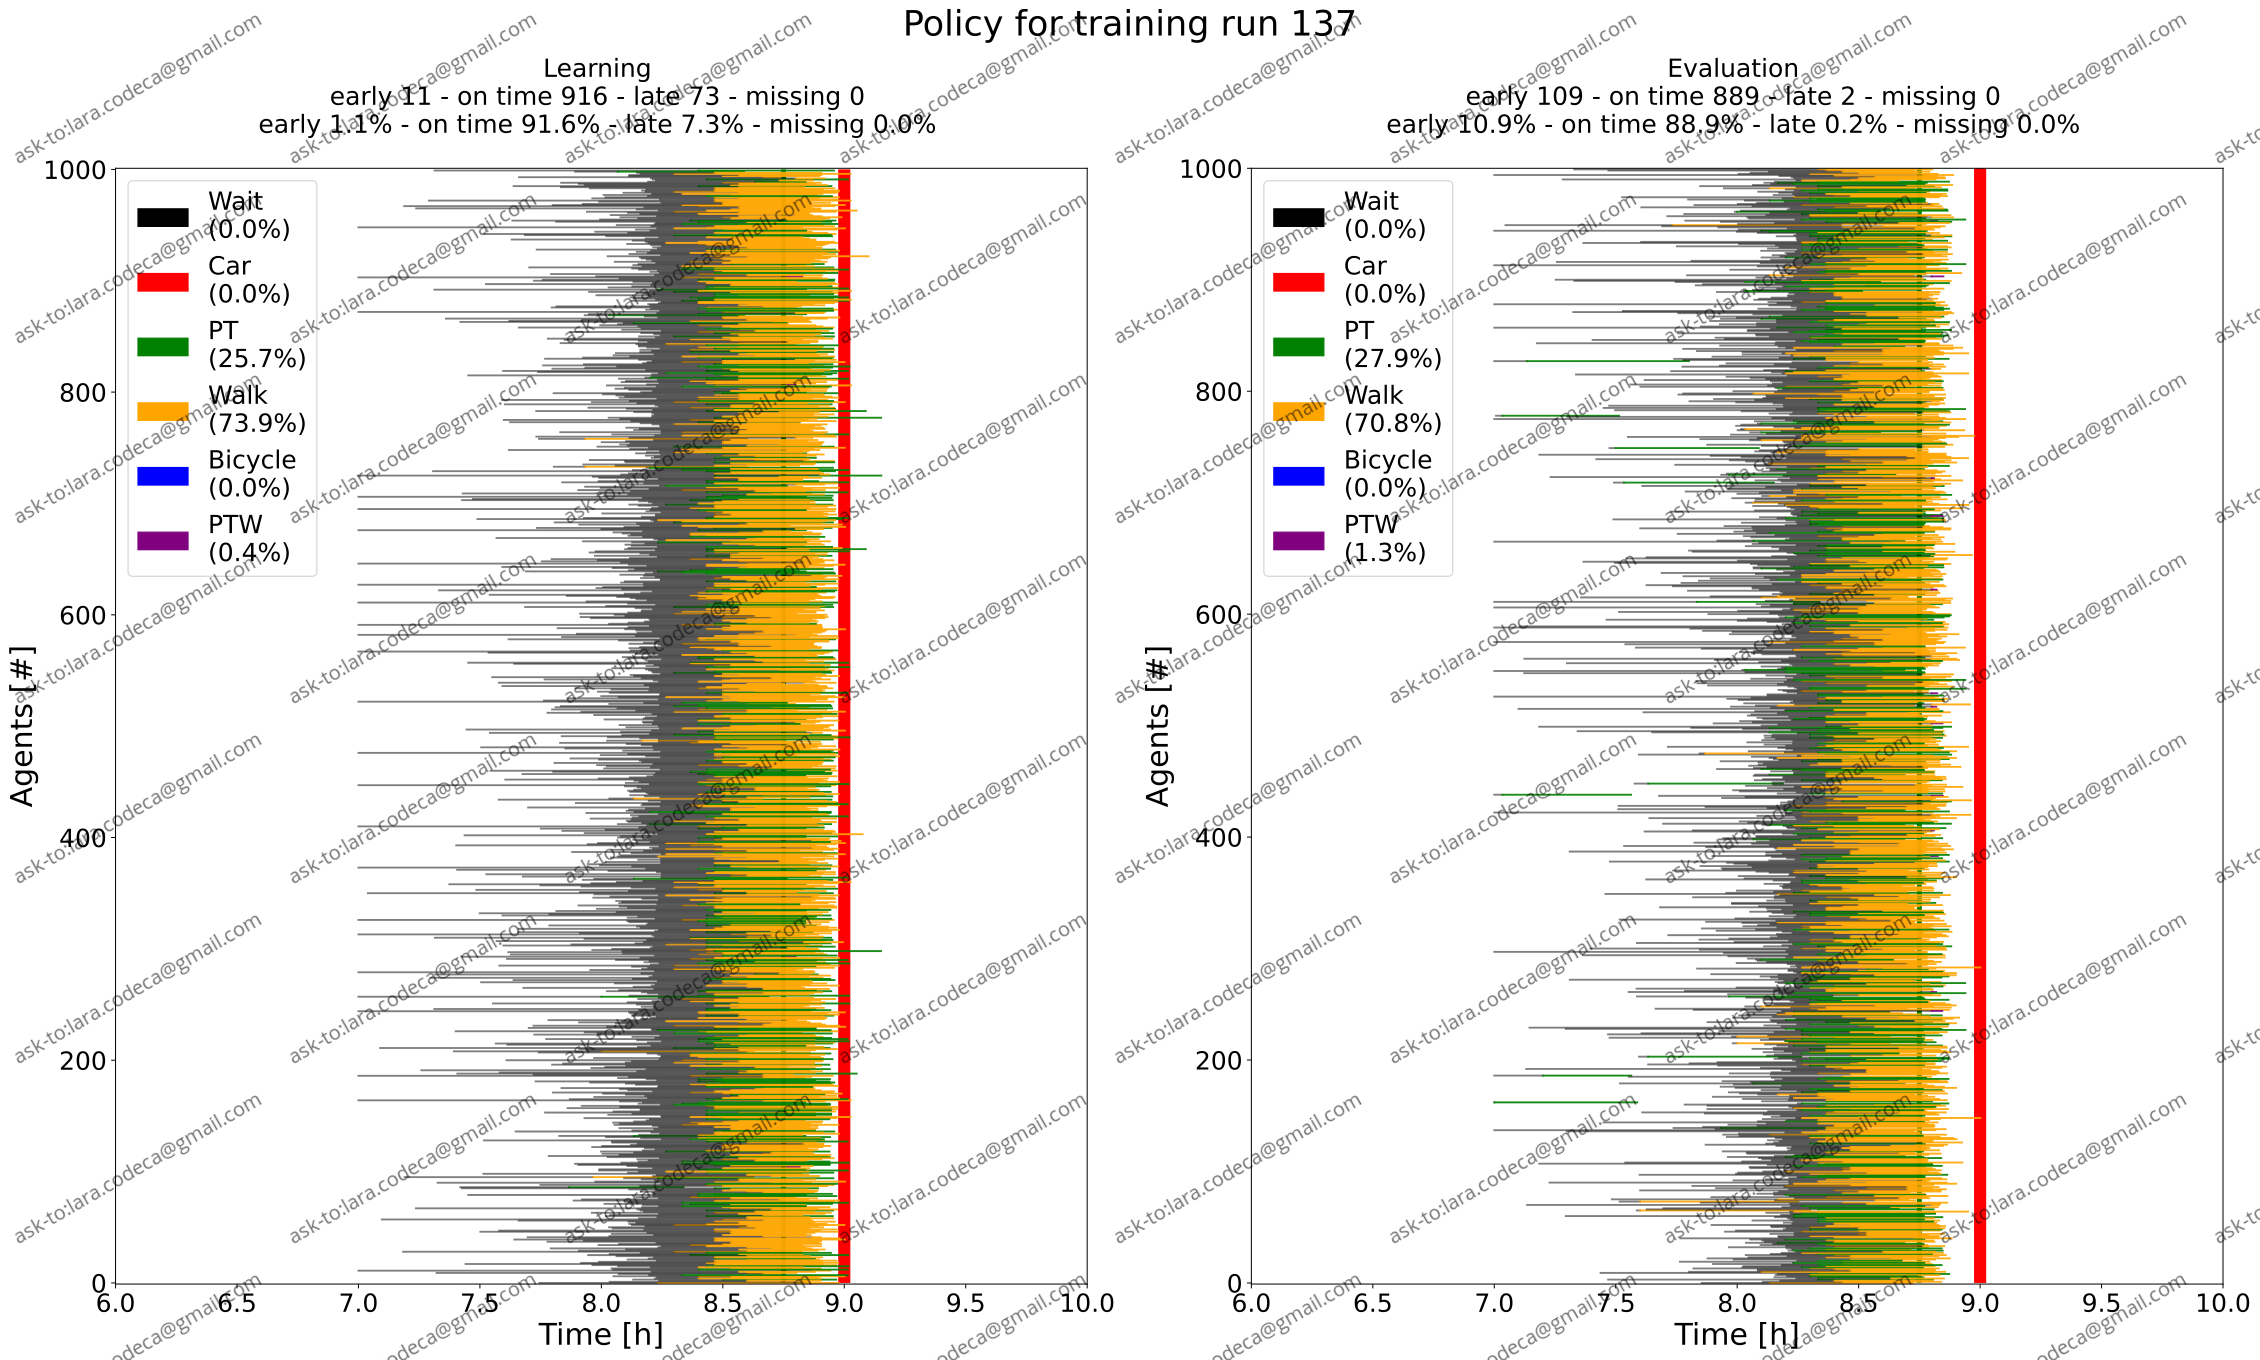 Policy for training run 137
Learning
early 11 - on time 916 - late 73 - missing 0
early 1.1% - on time 91.6% - late 7.3% - missing 0.0%
1000
800
600
400
200
0
Agents [#]
Wait
(0.0%)
Car
(0.0%)
PT
(25.7%)
Walk
(73.9%)
Bicycle
(0.0%)
PTW
(0.4%)
6.0 6.5 7.0 7.5 8.0 8.5 9.0 9.5 10.0
Time [h]
Evaluation
early 109 - on time 889 - late 2 - missing 0
early 10.9% - on time 88.9% - late 0.2% - missing 0.0%
1000
800
600
400
200
0
Agents [#]
Wait
(0.0%)
Car
(0.0%)
PT
(27.9%)
Walk
(70.8%)
Bicycle
(0.0%)
PTW
(1.3%)
6.0 6.5 7.0 7.5 8.0 8.5 9.0 9.5 10.0
Time [h]
ask-to:lara.codeca@gmail.com